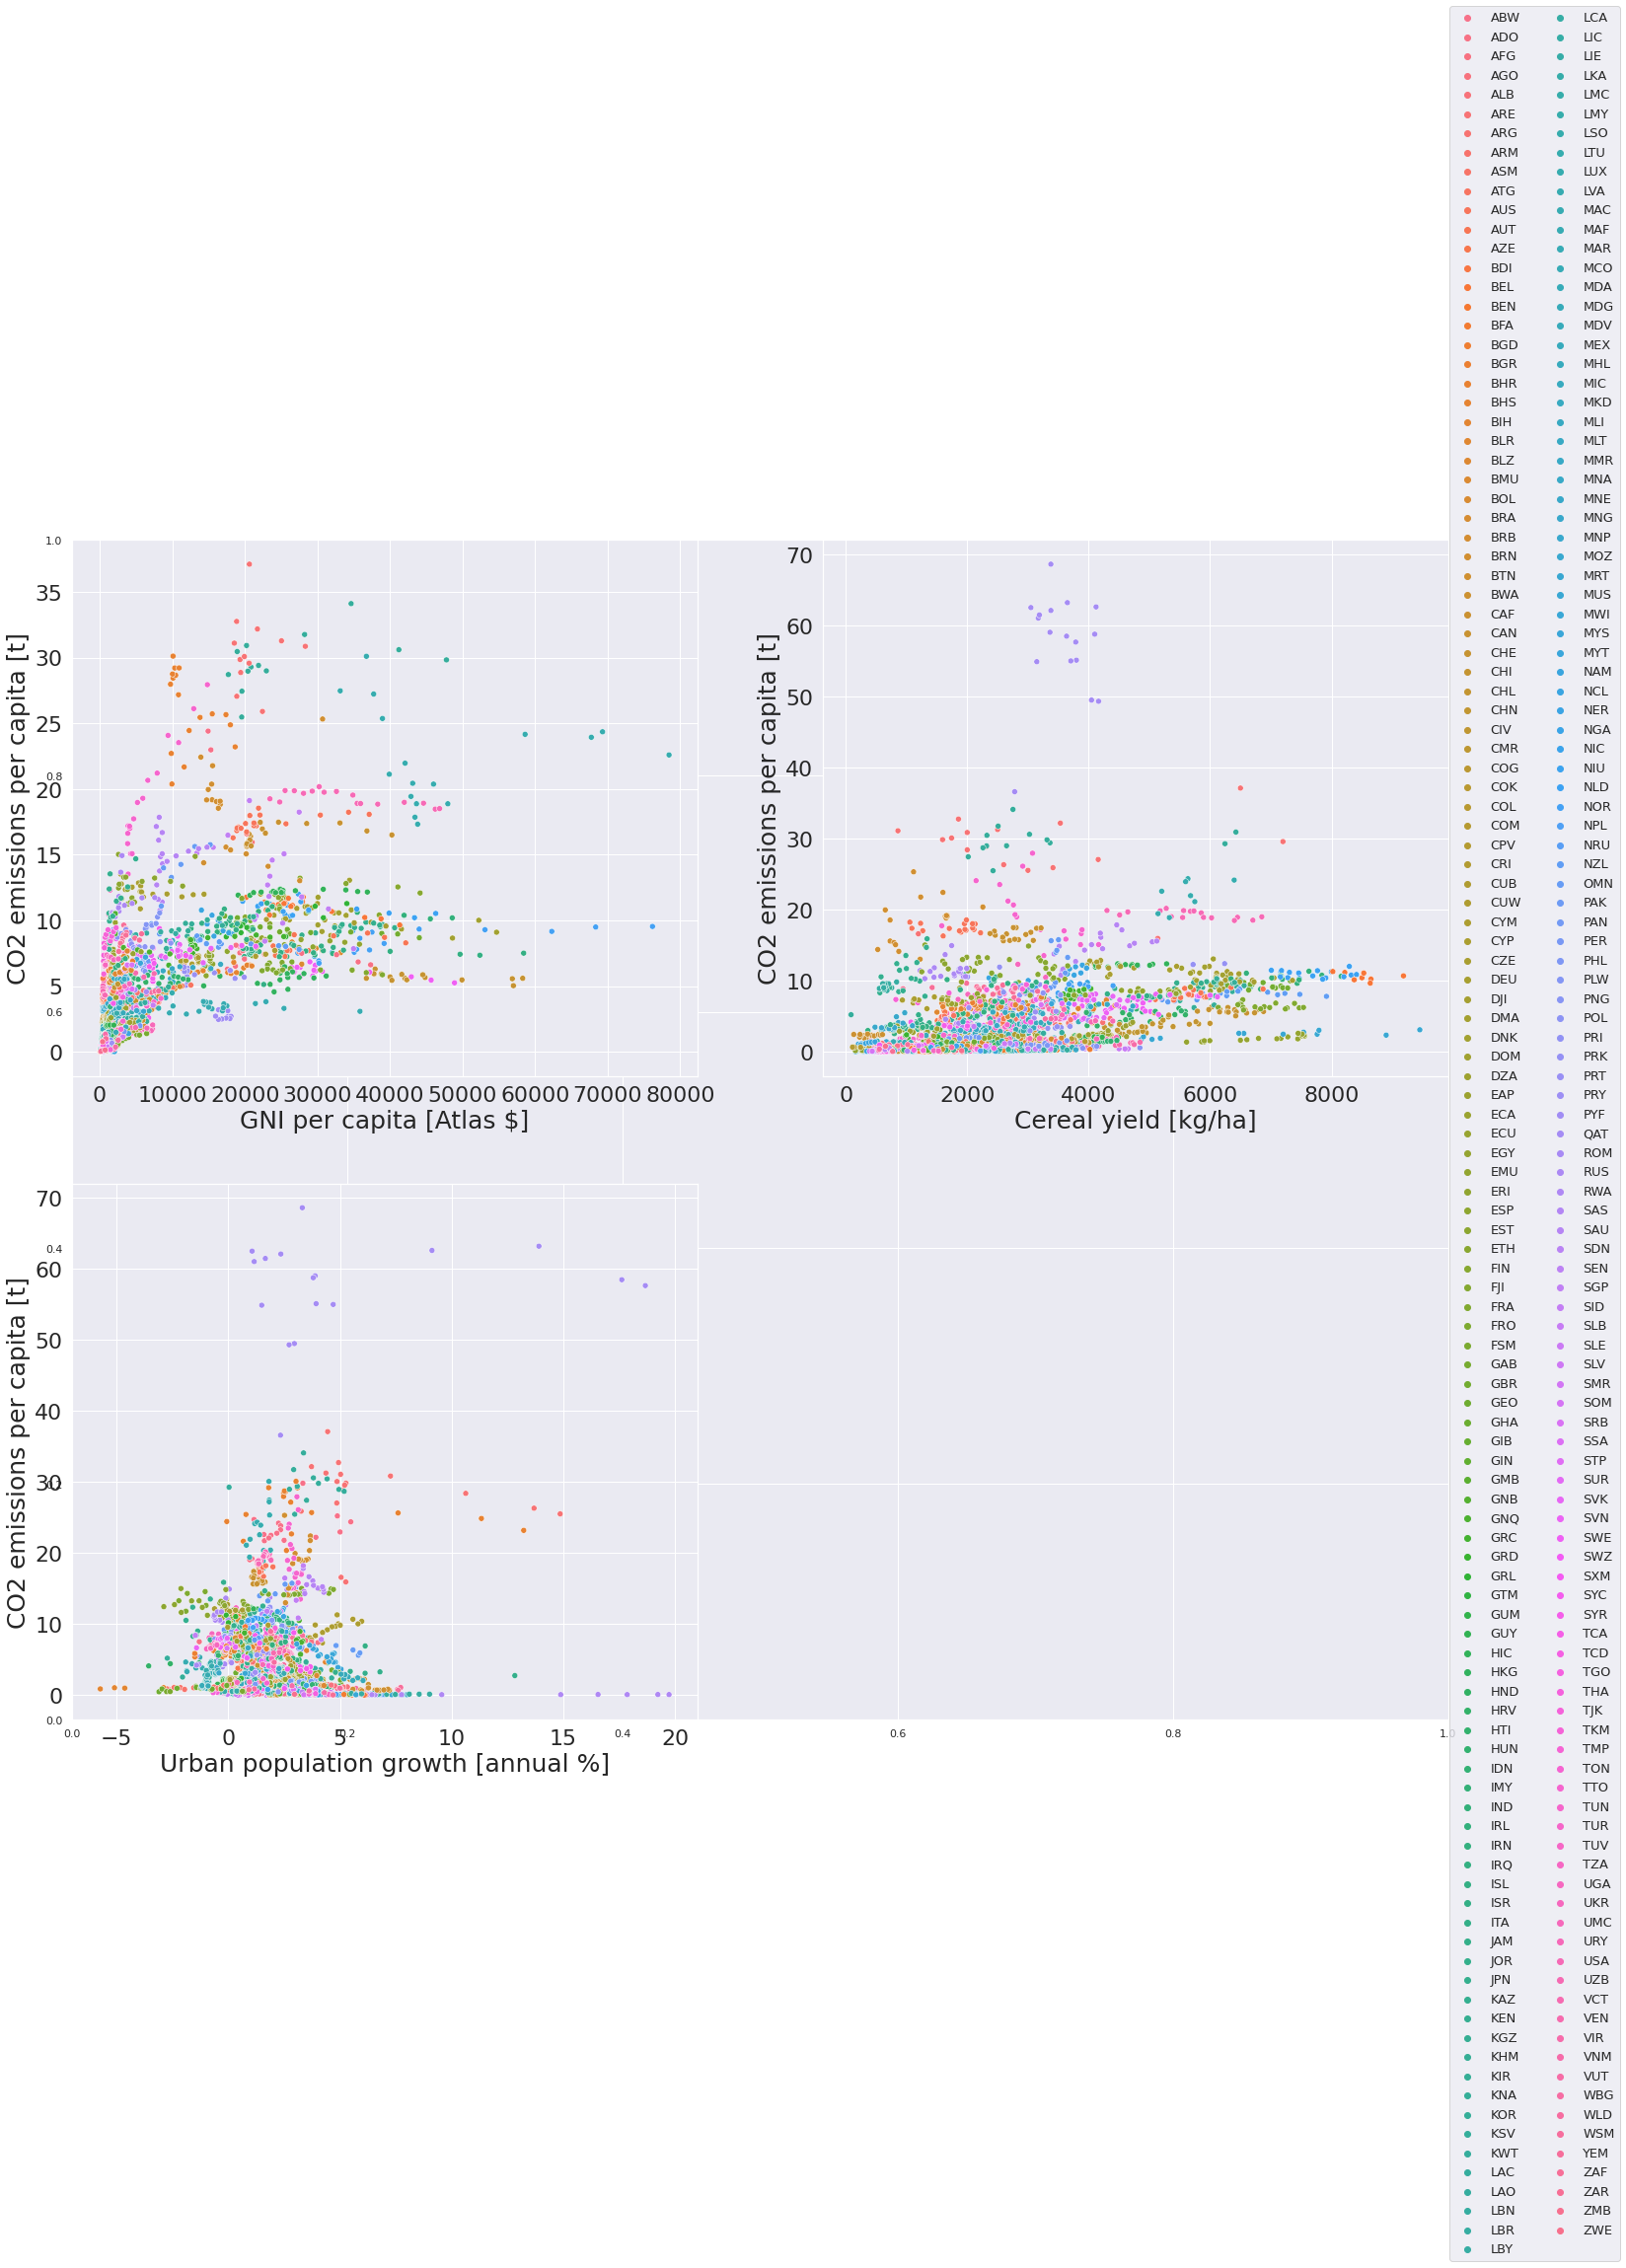 1.0
35
30
25
20
15
10
5
0
0.8
0.6
CO2 emissions per capita [t]
0 10000 20000 30000 40000 50000 60000 70000 80000
GNI per capita [Atlas $]
70
60
50
40
30
20
10
0
CO2 emissions per capita [t]
0 2000 4000 6000 8000
Cereal yield [kg/ha]
70
60
50
40
30
20
10
0
0.4
0.0
CO2 emissions per capita [t]
−5 0 5 10 15 20
0.0 0.2 0.4 0.6 0.8 1.0
Urban population growth [annual %]
ABW
ADO
AFG
AGO
ALB
ARE
ARG
ARM
ASM
ATG
AUS
AUT
AZE
BDI
BEL
BEN
BFA
BGD
BGR
BHR
BHS
BIH
BLR
BLZ
BMU
BOL
BRA
BRB
BRN
BTN
BWA
CAF
CAN
CHE
CHI
CHL
CHN
CIV
CMR
COG
COK
COL
COM
CPV
CRI
CUB
CUW
CYM
CYP
CZE
DEU
DJI
DMA
DNK
DOM
DZA
EAP
ECA
ECU
EGY
EMU
ERI
ESP
EST
ETH
FIN
FJI
FRA
FRO
FSM
GAB
GBR
GEO
GHA
GIB
GIN
GMB
GNB
GNQ
GRC
GRD
GRL
GTM
GUM
GUY
HIC
HKG
HND
HRV
HTI
HUN
IDN
IMY
IND
IRL
IRN
IRQ
ISL
ISR
ITA
JAM
JOR
JPN
KAZ
KEN
KGZ
KHM
KIR
KNA
KOR
KSV
KWT
LAC
LAO
LBN
LBR
LBY
LCA
LIC
LIE
LKA
LMC
LMY
LSO
LTU
LUX
LVA
MAC
MAF
MAR
MCO
MDA
MDG
MDV
MEX
MHL
MIC
MKD
MLI
MLT
MMR
MNA
MNE
MNG
MNP
MOZ
MRT
MUS
MWI
MYS
MYT
NAM
NCL
NER
NGA
NIC
NIU
NLD
NOR
NPL
NRU
NZL
OMN
PAK
PAN
PER
PHL
PLW
PNG
POL
PRI
PRK
PRT
PRY
PYF
QAT
ROM
RUS
RWA
SAS
SAU
SDN
SEN
SGP
SID
SLB
SLE
SLV
SMR
SOM
SRB
SSA
STP
SUR
SVK
SVN
SWE
SWZ
SXM
SYC
SYR
TCA
TCD
TGO
THA
TJK
TKM
TMP
TON
TTO
TUN
TUR
TUV
TZA
UGA
UKR
UMC
URY
USA
UZB
VCT
VEN
VIR
VNM
VUT
WBG
WLD
WSM
YEM
ZAF
ZAR
ZMB
ZWE